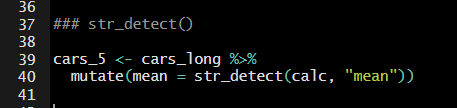 36
37 ### str_detect()
38
39 cars_5 <- cars_long %>%
40 mutate(mean = str_detect(calc, "mean"))
41